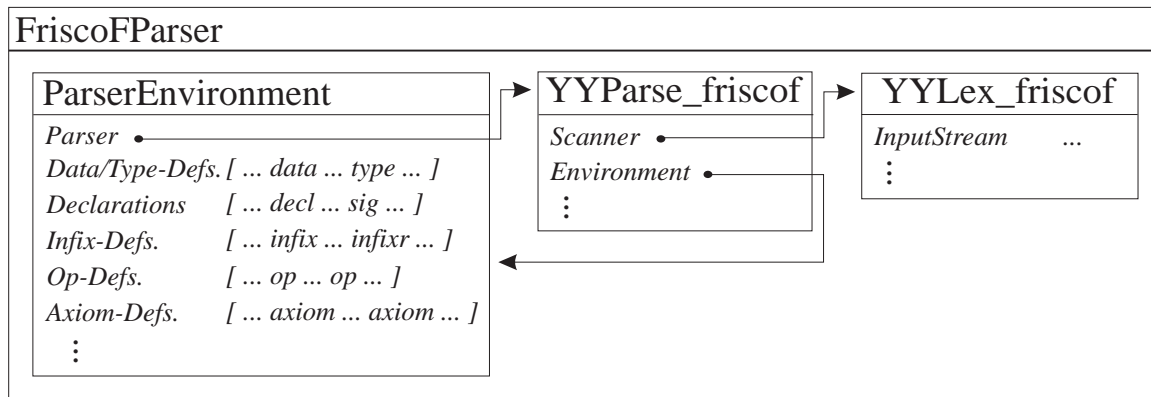 FriscoFParser
ParserEnvironment
Parser
Data/Type-Defs. [ ... data ... type ... ]
Declarations [ ... decl ... sig ... ]
Infix-Defs. [ ... infix ... infixr ... ]
Op-Defs. [ ... op ... op ... ]
Axiom-Defs. [ ... axiom ... axiom ... ]
YYParse_friscof
Scanner
Environment
YYLex_friscof
InputStream ...